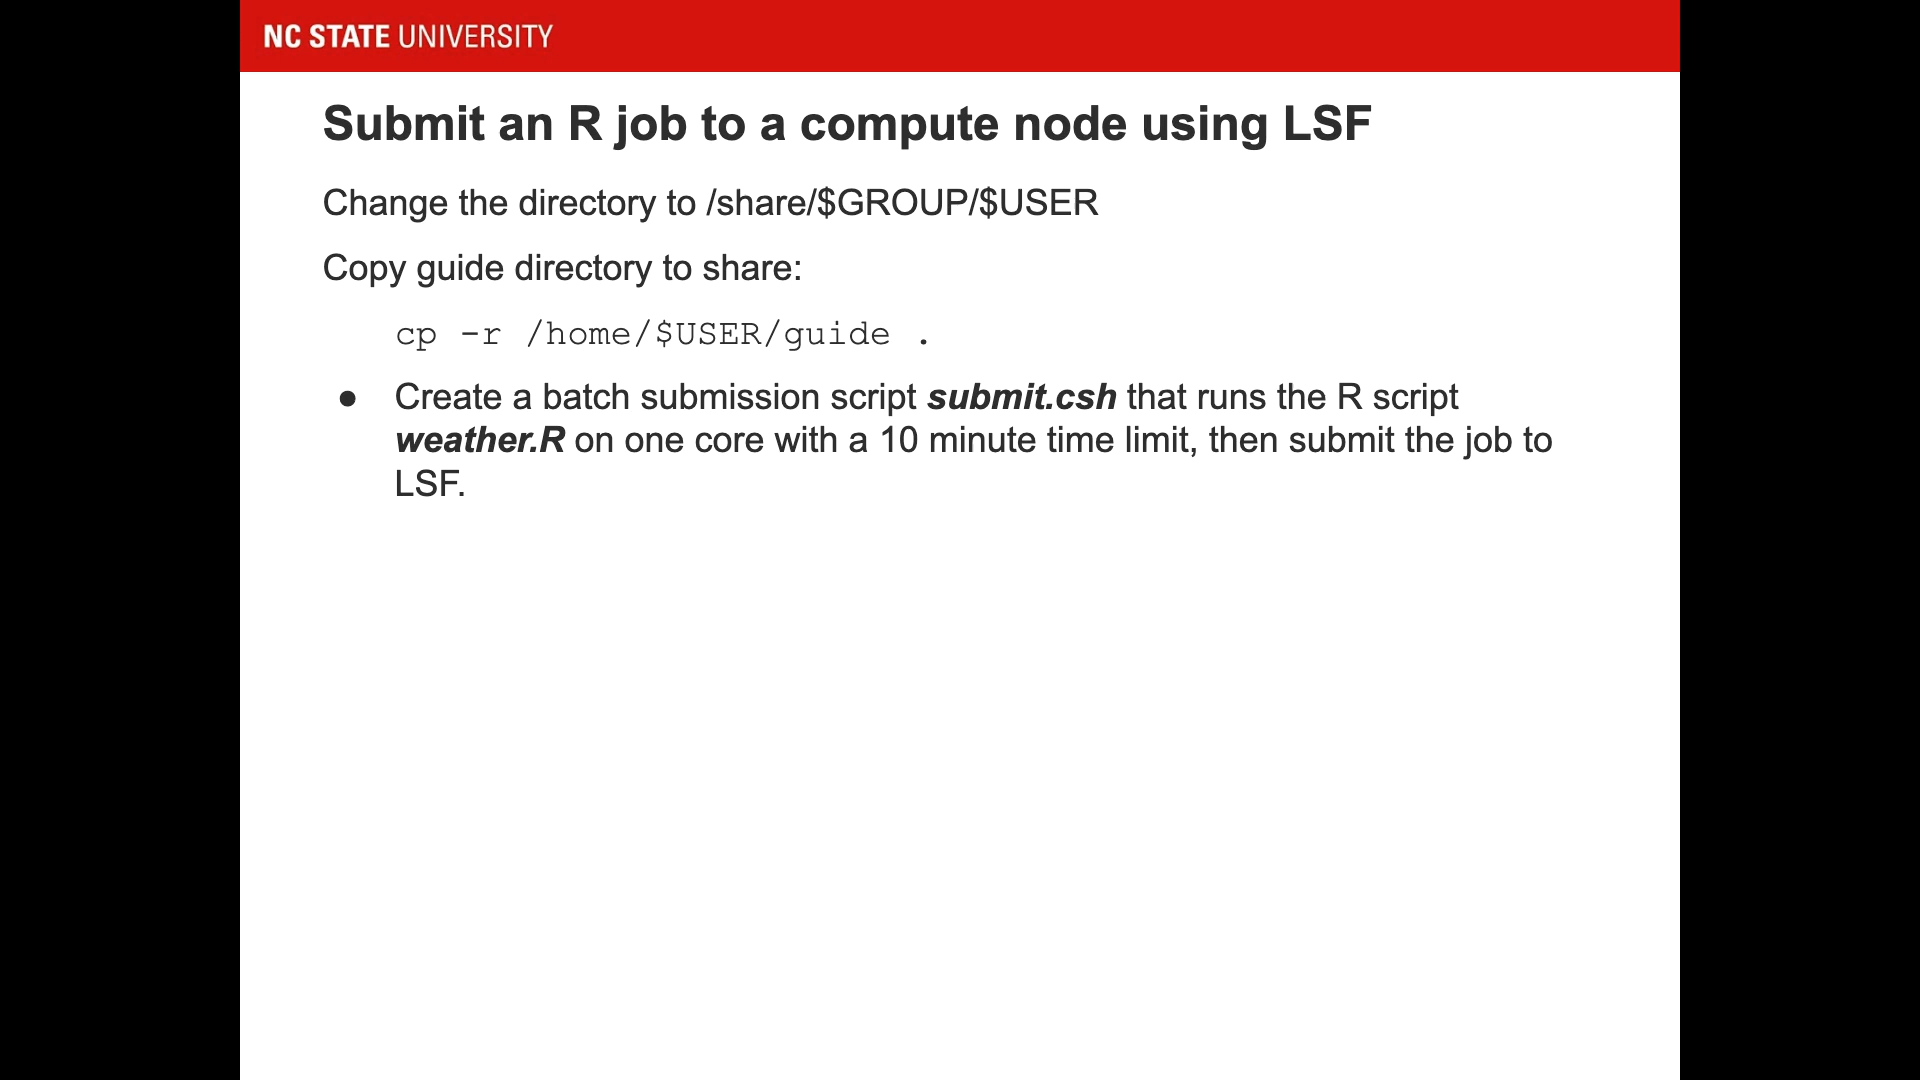 NC STATE UNIVERSITY
Submit an R job to a compute node using LSF
Change the directory to /share/$GROUP/$USER
Copy guide directory to share:
cp -r /home/$USER/guide .
● Create a batch submission script submit.csh that runs the R script
weather.R on one core with a 10 minute time limit, then submit the job to
LSF.